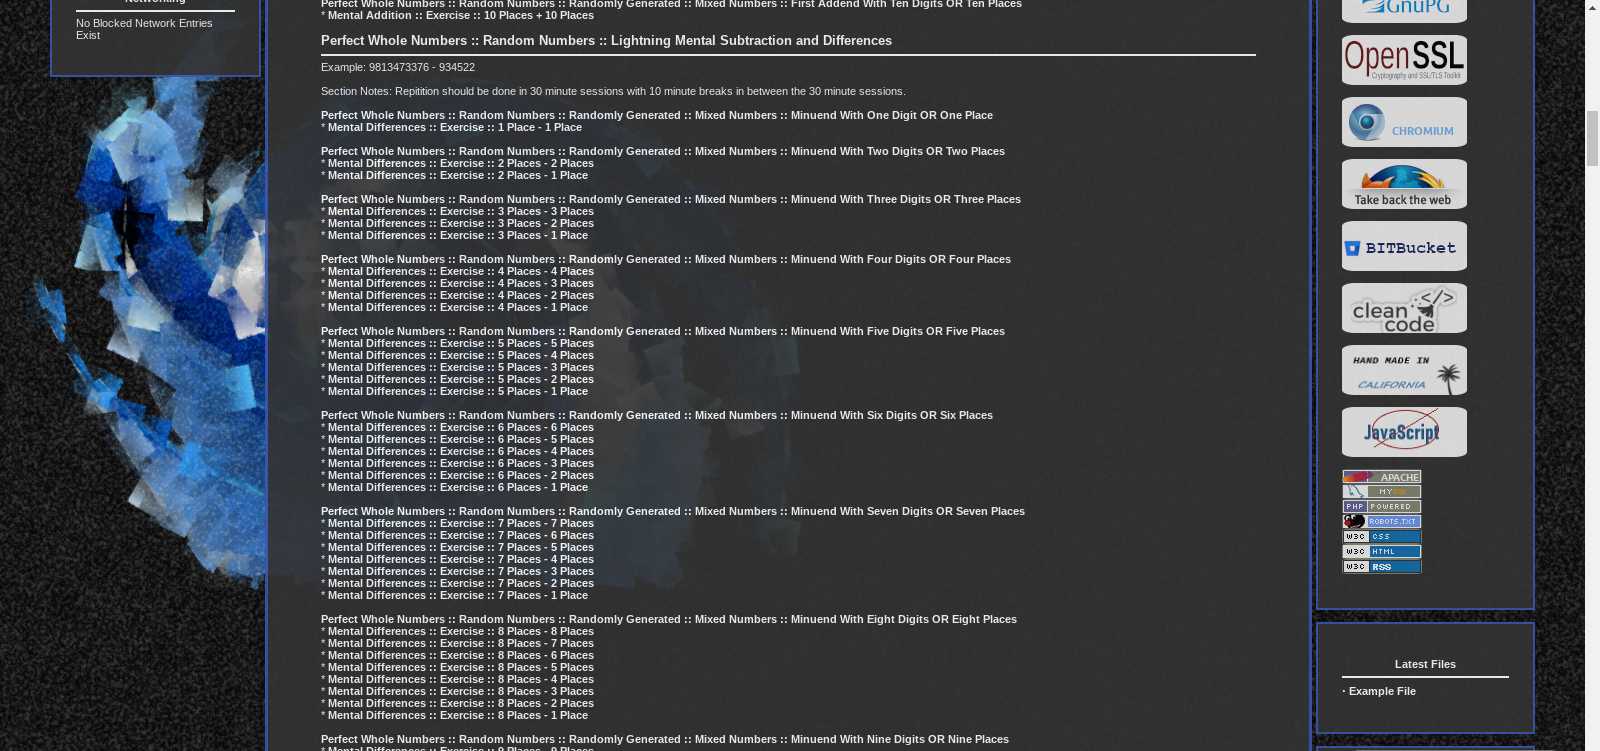 Networking
No Blocked Network Entries
Exist
Perfect Whole Numbers :: Random Numbers :: Randomly Generated :: Mixed Numbers :: First Addend With Ten Digits OR Ten Places
* Mental Addition :: Exercise :: 10 Places + 10 Places
Perfect Whole Numbers :: Random Numbers :: Lightning Mental Subtraction and Differences
Example: 9813473376 - 934522
Section Notes: Repitition should be done in 30 minute sessions with 10 minute breaks in between the 30 minute sessions.
Perfect Whole Numbers :: Random Numbers :: Randomly Generated :: Mixed Numbers :: Minuend With One Digit OR One Place
* Mental Differences :: Exercise :: 1 Place - 1 Place
Perfect Whole Numbers :: Random Numbers :: Randomly Generated :: Mixed Numbers :: Minuend With Two Digits OR Two Places
* Mental Differences :: Exercise :: 2 Places - 2 Places
* Mental Differences :: Exercise :: 2 Places - 1 Place
Perfect Whole Numbers :: Random Numbers :: Randomly Generated :: Mixed Numbers :: Minuend With Three Digits OR Three Places
* Mental Differences :: Exercise :: 3 Places - 3 Places
* Mental Differences :: Exercise :: 3 Places - 2 Places
* Mental Differences :: Exercise :: 3 Places - 1 Place
Perfect Whole Numbers :: Random Numbers :: Randomly Generated :: Mixed Numbers :: Minuend With Four Digits OR Four Places
* Mental Differences :: Exercise :: 4 Places - 4 Places
* Mental Differences :: Exercise :: 4 Places - 3 Places
* Mental Differences :: Exercise :: 4 Places - 2 Places
* Mental Differences :: Exercise :: 4 Places - 1 Place
Perfect Whole Numbers :: Random Numbers :: Randomly Generated :: Mixed Numbers :: Minuend With Five Digits OR Five Places
* Mental Differences :: Exercise :: 5 Places - 5 Places
* Mental Differences :: Exercise :: 5 Places - 4 Places
* Mental Differences :: Exercise :: 5 Places - 3 Places
* Mental Differences :: Exercise :: 5 Places - 2 Places
* Mental Differences :: Exercise :: 5 Places - 1 Place
Perfect Whole Numbers :: Random Numbers :: Randomly Generated :: Mixed Numbers :: Minuend With Six Digits OR Six Places
* Mental Differences :: Exercise :: 6 Places - 6 Places
* Mental Differences :: Exercise :: 6 Places - 5 Places
* Mental Differences :: Exercise :: 6 Places - 4 Places
* Mental Differences :: Exercise :: 6 Places - 3 Places
* Mental Differences :: Exercise :: 6 Places - 2 Places
* Mental Differences :: Exercise :: 6 Places - 1 Place
Perfect Whole Numbers :: Random Numbers :: Randomly Generated :: Mixed Numbers :: Minuend With Seven Digits OR Seven Places
* Mental Differences :: Exercise :: 7 Places - 7 Places
* Mental Differences :: Exercise :: 7 Places - 6 Places
* Mental Differences :: Exercise :: 7 Places - 5 Places
* Mental Differences :: Exercise :: 7 Places - 4 Places
* Mental Differences :: Exercise :: 7 Places - 3 Places
* Mental Differences :: Exercise :: 7 Places - 2 Places
* Mental Differences :: Exercise :: 7 Places - 1 Place
Perfect Whole Numbers :: Random Numbers :: Randomly Generated :: Mixed Numbers :: Minuend With Eight Digits OR Eight Places
* Mental Differences :: Exercise :: 8 Places - 8 Places
* Mental Differences :: Exercise :: 8 Places - 7 Places
* Mental Differences :: Exercise :: 8 Places - 6 Places
* Mental Differences :: Exercise :: 8 Places - 5 Places
* Mental Differences :: Exercise :: 8 Places - 4 Places
* Mental Differences :: Exercise :: 8 Places - 3 Places
* Mental Differences :: Exercise :: 8 Places - 2 Places
* Mental Differences :: Exercise :: 8 Places - 1 Place
Perfect Whole Numbers :: Random Numbers :: Randomly Generated :: Mixed Numbers :: Minuend With Nine Digits OR Nine Places
* Mental Differences :: Exercise :: 9 Places - 9 Places
GnuPG
OpenSSL
Cryptography and SSL/TLS Toolkit
CHROMIUM
Take back the web
BITBucket
clean </>
code
HAND MADE IN
CALIFORNIA
JavaScript
APACHE
MYSQL
PHP POWERED
ROBOTS.TXT
W3C CSS
W3C HTML
W3C RSS
Latest Files
· Example File